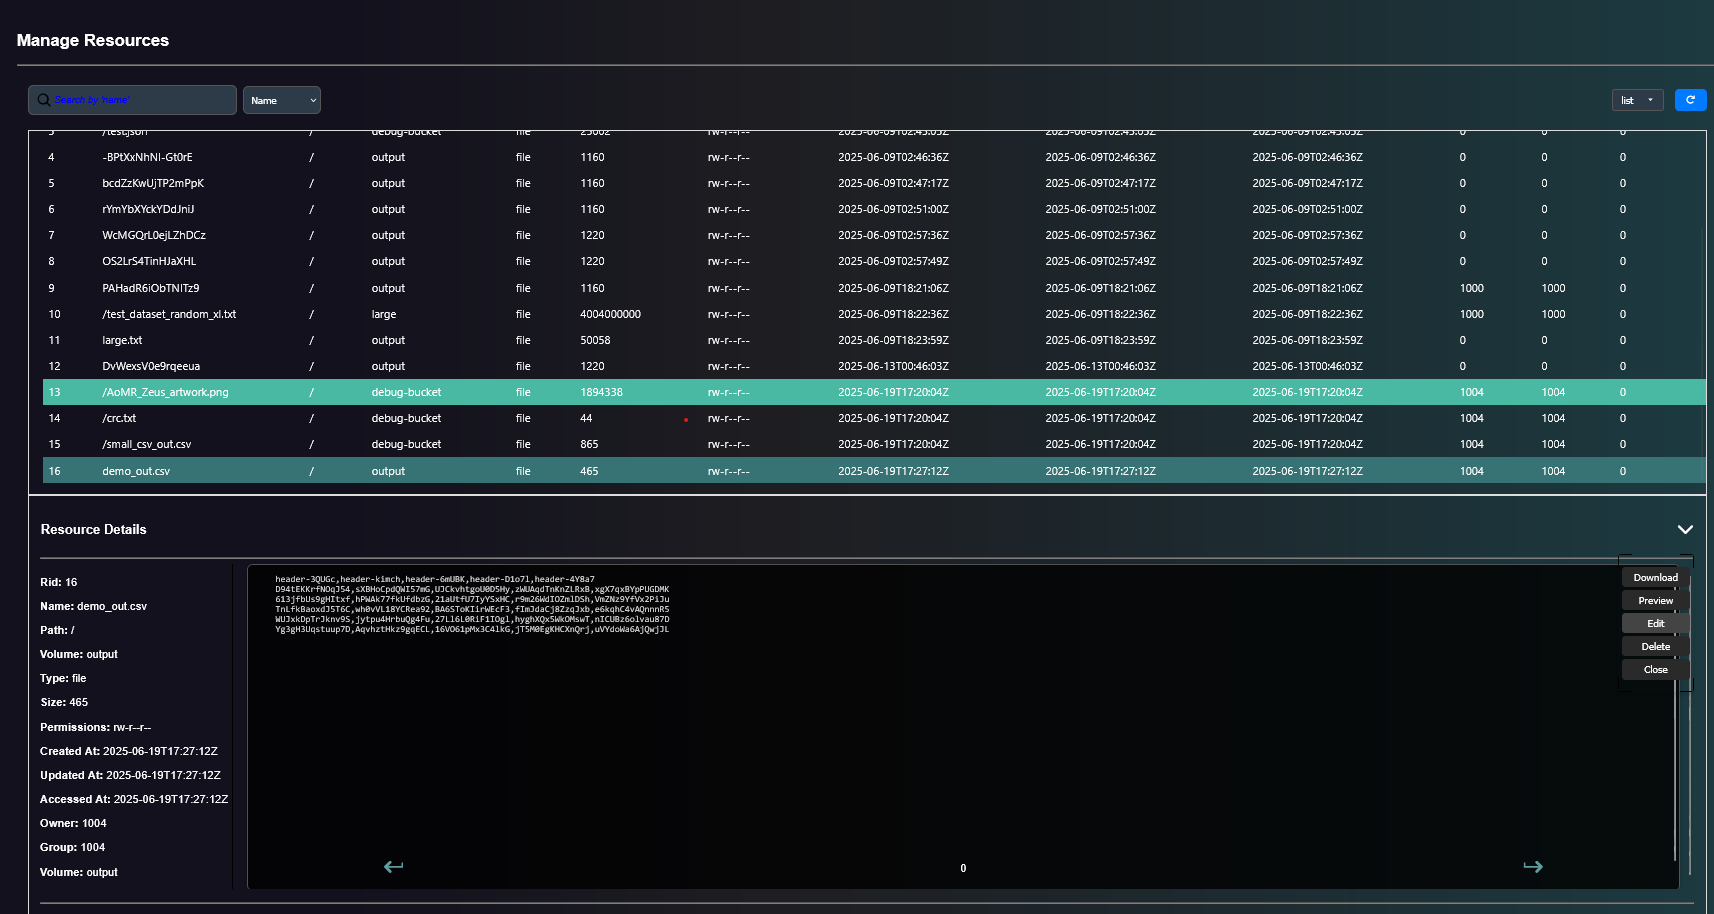 Manage Resources
Search by 'name' Name list
3 /test.json / debug-bucket file 25002 rw-r--r-- 2025-06-09T02:45:05Z 2025-06-09T02:45:05Z 2025-06-09T02:45:05Z 0 0 0
4 -BPtXxNhNI-Gt0rE / output file 1160 rw-r--r-- 2025-06-09T02:46:36Z 2025-06-09T02:46:36Z 2025-06-09T02:46:36Z 0 0 0
5 bcdZzKwUjTP2mPpK / output file 1160 rw-r--r-- 2025-06-09T02:47:17Z 2025-06-09T02:47:17Z 2025-06-09T02:47:17Z 0 0 0
6 rYmYbXYckYDdJniJ / output file 1160 rw-r--r-- 2025-06-09T02:51:00Z 2025-06-09T02:51:00Z 2025-06-09T02:51:00Z 0 0 0
7 WcMGQrL0ejLZhDCz / output file 1220 rw-r--r-- 2025-06-09T02:57:36Z 2025-06-09T02:57:36Z 2025-06-09T02:57:36Z 0 0 0
8 OS2LrS4TinHJaXHL / output file 1220 rw-r--r-- 2025-06-09T02:57:49Z 2025-06-09T02:57:49Z 2025-06-09T02:57:49Z 0 0 0
9 PAHadR6iObTNITz9 / output file 1160 rw-r--r-- 2025-06-09T18:21:06Z 2025-06-09T18:21:06Z 2025-06-09T18:21:06Z 1000 1000 0
10 /test_dataset_random_xl.txt / large file 4004000000 rw-r--r-- 2025-06-09T18:22:36Z 2025-06-09T18:22:36Z 2025-06-09T18:22:36Z 1000 1000 0
11 large.txt / output file 50058 rw-r--r-- 2025-06-09T18:23:59Z 2025-06-09T18:23:59Z 2025-06-09T18:23:59Z 0 0 0
12 DvWexsV0e9rqeeua / output file 1220 rw-r--r-- 2025-06-13T00:46:03Z 2025-06-13T00:46:03Z 2025-06-13T00:46:03Z 0 0 0
13 /AoMR_Zeus_artwork.png / debug-bucket file 1894338 rw-r--r-- 2025-06-19T17:20:04Z 2025-06-19T17:20:04Z 2025-06-19T17:20:04Z 1004 1004 0
14 /crc.txt / debug-bucket file 44 rw-r--r-- 2025-06-19T17:20:04Z 2025-06-19T17:20:04Z 2025-06-19T17:20:04Z 1004 1004 0
15 /small_csv_out.csv / debug-bucket file 865 rw-r--r-- 2025-06-19T17:20:04Z 2025-06-19T17:20:04Z 2025-06-19T17:20:04Z 1004 1004 0
16 demo_out.csv / output file 465 rw-r--r-- 2025-06-19T17:27:12Z 2025-06-19T17:27:12Z 2025-06-19T17:27:12Z 1004 1004 0
Resource Details
Rid: 16
Name: demo_out.csv
Path: /
Volume: output
Type: file
Size: 465
Permissions: rw-r--r--
Created At: 2025-06-19T17:27:12Z
Updated At: 2025-06-19T17:27:12Z
Accessed At: 2025-06-19T17:27:12Z
Owner: 1004
Group: 1004
Volume: output
header-3QUGc,header-kimch,header-6mUBK,header-D1o7l,header-4Y8a7
D94tEKKrfNOqJ54,sXBHoCpdQWI57mG,UJCkvhtgoU0D5Hy,zWUAqdTnKnZLRxB,xgX7qxBYpPUGDMK
613jfbUs9gHItxf,hPWAk77fkUfdbzG,21aUtfU7IyYSxHC,r9m26WdIOZmlDSh,VmZNz9YfVx2PiJu
TnLfkBaoxdJ5T6C,wh0vVL18YCRea92,BA6SToKIirWEcF3,fImJdaCj8ZzqJxb,e6kqhC4vAQnnnR5
WUJxkDpTrJknv9S,jytpu4HrbuQg4Fu,27Ll6L0RiF1IOgl,hyghXQx5WkOMswT,nICUBz6olvau87D
Yg3gH3Uqstuup7D,AqvhztHkz9gqECL,16VO61pMx3C4lkG,jT5M0EgKHCXnQrj,uVYdoWa6AjQwjJL
0
Download
Preview
Edit
Delete
Close